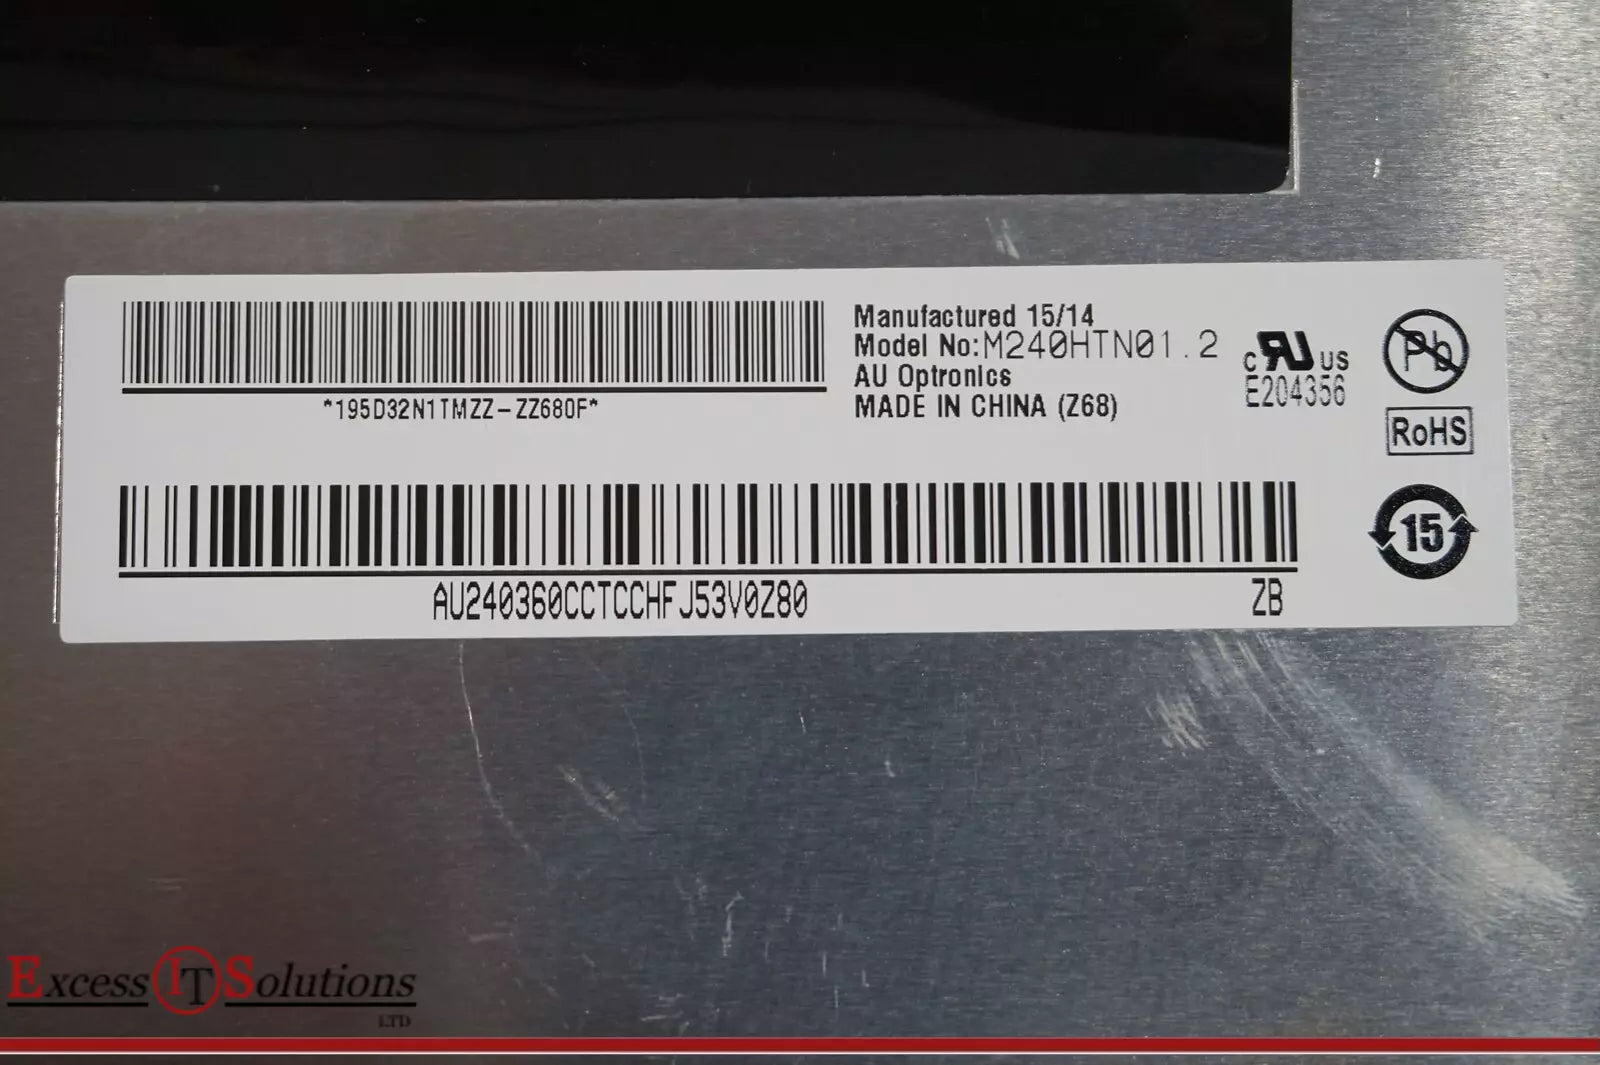 Manufactured 15/14
Model No:M240HTN01.2
AU Optronics
MADE IN CHINA (Z68)
*195D32N1TMZZ-ZZ680F*
c RU US
E204356
Pb
RoHS
15
AU240360CCTCCHFJ53V0Z80
ZB
Excess IT Solutions
LTD